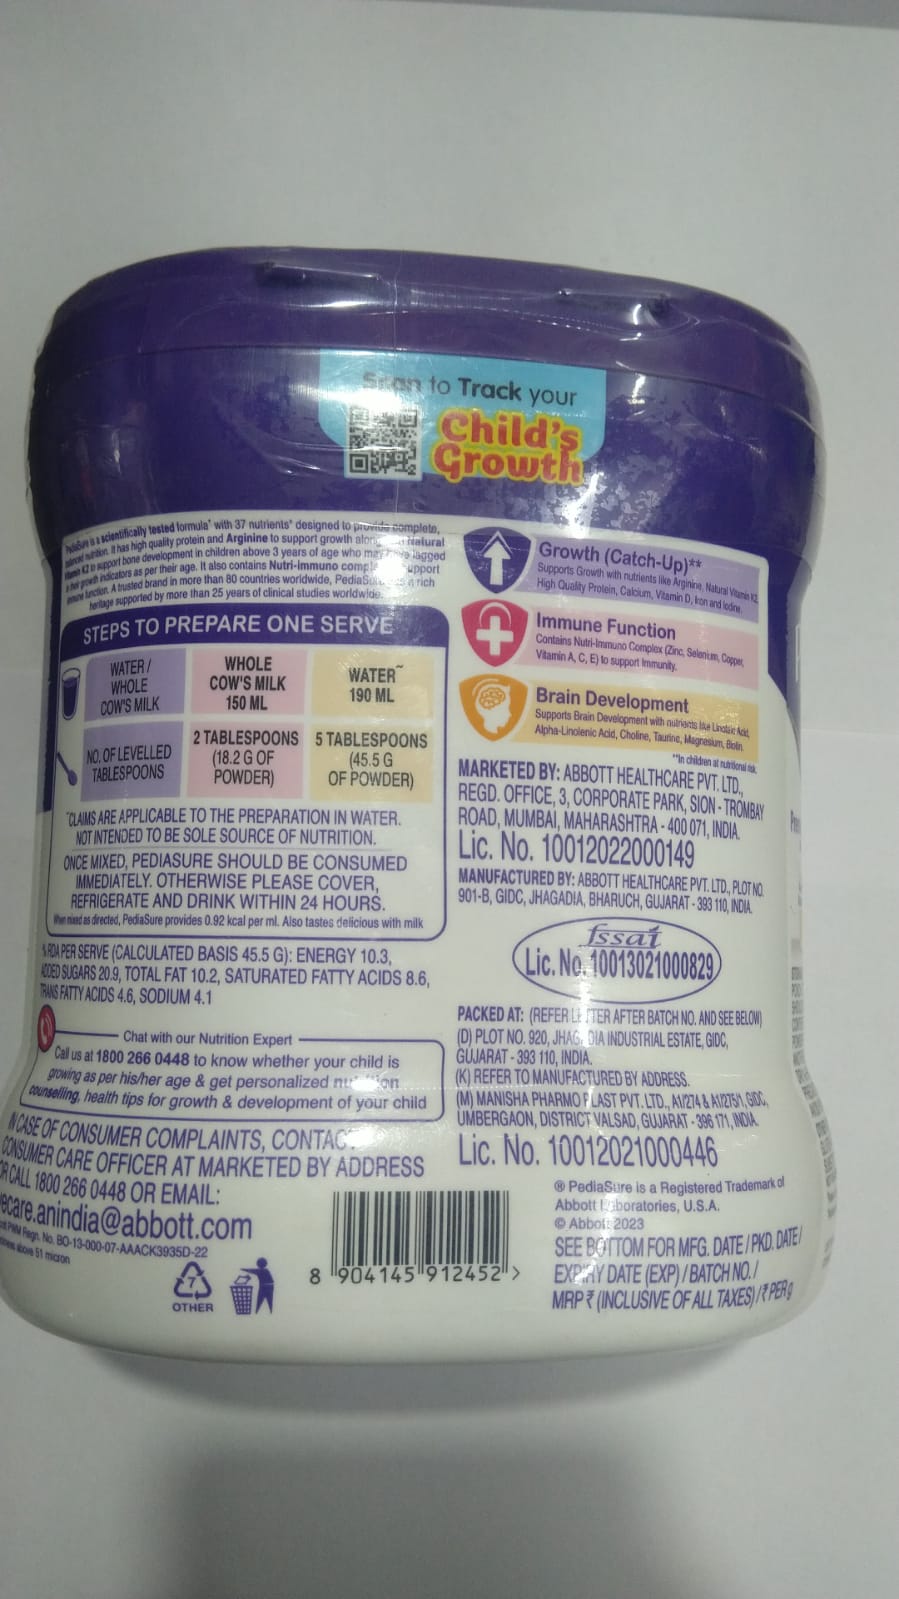 Scan to Track your
Child's
Growth
PediaSure is a scientifically tested formula† with 37 nutrients* designed to provide complete,
balanced nutrition. It has high quality protein and Arginine to support growth along Natural
Vitamin K2 to support bone development in children above 3 years of age who may have lagged
in their growth indicators as per their age. It also contains Nutri-immuno support
immune function. A trusted brand in more than 80 countries worldwide, PediaSure rich
heritage supported by more than 25 years of clinical studies worldwide.
STEPS TO PREPARE ONE SERVE
WATER /
WHOLE
COW'S MILK
WHOLE
COW'S MILK
150 ML
WATER~
190 ML
NO. OF LEVELLED
TABLESPOONS
2 TABLESPOONS
(18.2 G OF
POWDER)
5 TABLESPOONS
(45.5 G
OF POWDER)
~CLAIMS ARE APPLICABLE TO THE PREPARATION IN WATER.
NOT INTENDED TO BE SOLE SOURCE OF NUTRITION.
ONCE MIXED, PEDIASURE SHOULD BE CONSUMED
IMMEDIATELY. OTHERWISE PLEASE COVER,
REFRIGERATE AND DRINK WITHIN 24 HOURS.
When mixed as directed, PediaSure provides 0.92 kcal per ml. Also tastes delicious with milk
% RDA PER SERVE (CALCULATED BASIS 45.5 G): ENERGY 10.3,
ADDED SUGARS 20.9, TOTAL FAT 10.2, SATURATED FATTY ACIDS 8.6,
TRANS FATTY ACIDS 4.6, SODIUM 4.1
Chat with our Nutrition Expert
Call us at 1800 266 0448 to know whether your child is
growing as per his/her age & get personalized nutrition
counselling, health tips for growth & development of your child
IN CASE OF CONSUMER COMPLAINTS, CONTACT
CONSUMER CARE OFFICER AT MARKETED BY ADDRESS
OR CALL 1800 266 0448 OR EMAIL:
ecare.anindia@abbott.com
PWM Regn. No. BO-13-000-07-AAACK3935D-22
above 51 micron
7
OTHER
8 904145 912452 >
Growth (Catch-Up)**
Supports Growth with nutrients like Arginine, Natural Vitamin K2,
High Quality Protein, Calcium, Vitamin D, Iron and Iodine.
Immune Function
Contains Nutri-Immuno Complex (Zinc, Selenium, Copper,
Vitamin A, C, E) to support Immunity.
Brain Development
Supports Brain Development with nutrients like Linoleic Acid,
Alpha-Linolenic Acid, Choline, Taurine, Magnesium, Biotin.
**In children at nutritional risk.
MARKETED BY: ABBOTT HEALTHCARE PVT. LTD.,
REGD. OFFICE, 3, CORPORATE PARK, SION - TROMBAY
ROAD, MUMBAI, MAHARASHTRA - 400 071, INDIA.
Lic. No. 10012022000149
MANUFACTURED BY: ABBOTT HEALTHCARE PVT. LTD., PLOT NO.
901-B, GIDC, JHAGADIA, BHARUCH, GUJARAT - 393 110, INDIA.
fssai
Lic. No. 10013021000829
PACKED AT: (REFER LETTER AFTER BATCH NO. AND SEE BELOW)
(D) PLOT NO. 920, JHAGADIA INDUSTRIAL ESTATE, GIDC,
GUJARAT - 393 110, INDIA.
(K) REFER TO MANUFACTURED BY ADDRESS.
(M) MANISHA PHARMO PLAST PVT. LTD., A1/274 & A1/275/1, GIDC,
UMBERGAON, DISTRICT VALSAD, GUJARAT - 396 171, INDIA.
Lic. No. 10012021000446
® PediaSure is a Registered Trademark of
Abbott Laboratories, U.S.A.
© Abbott 2023
SEE BOTTOM FOR MFG. DATE / PKD. DATE /
EXPIRY DATE (EXP) / BATCH NO. /
MRP ₹ (INCLUSIVE OF ALL TAXES) / ₹ PER g